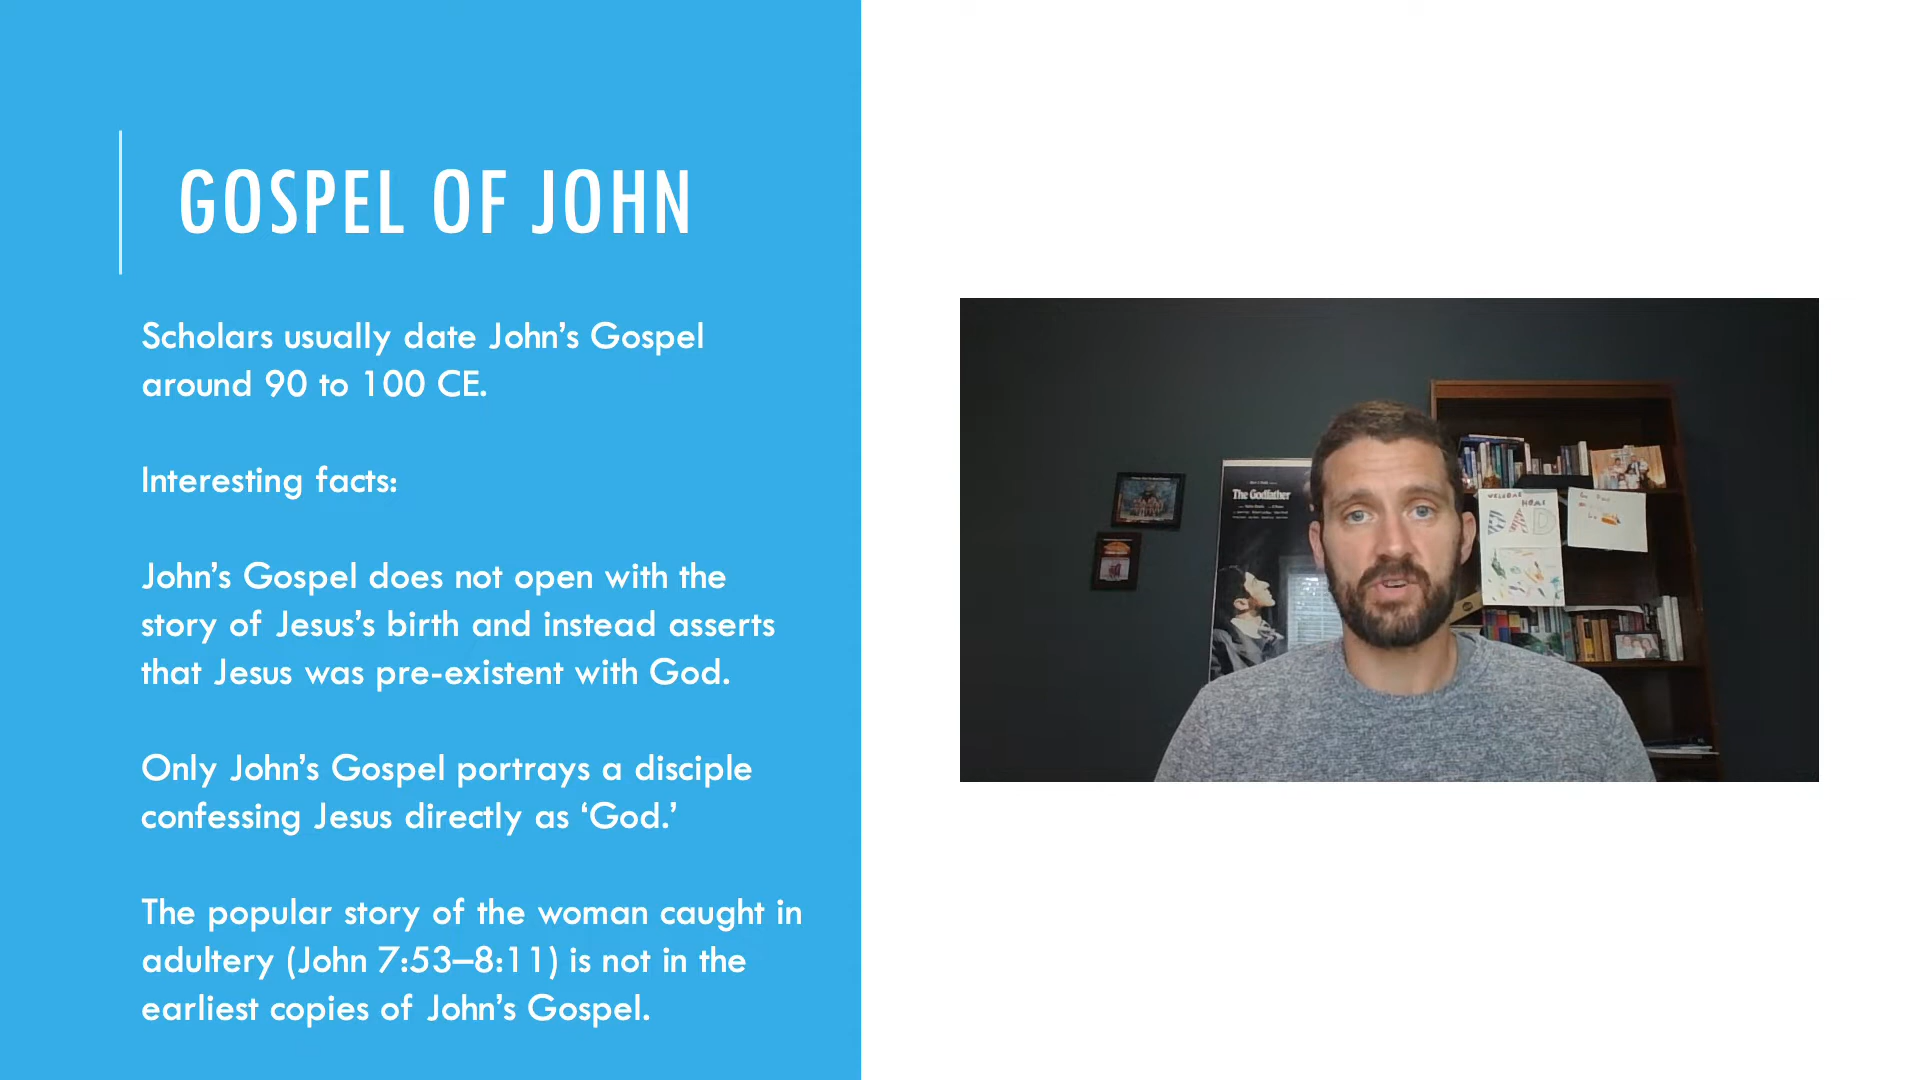 GOSPEL OF JOHN
Scholars usually date John’s Gospel
around 90 to 100 CE.
Interesting facts:
John’s Gospel does not open with the
story of Jesus’s birth and instead asserts
that Jesus was pre-existent with God.
Only John’s Gospel portrays a disciple
confessing Jesus directly as ‘God.’
The popular story of the woman caught in
adultery (John 7:53–8:11) is not in the
earliest copies of John’s Gospel.
The Godfather
WELCOME
HOME
DAD